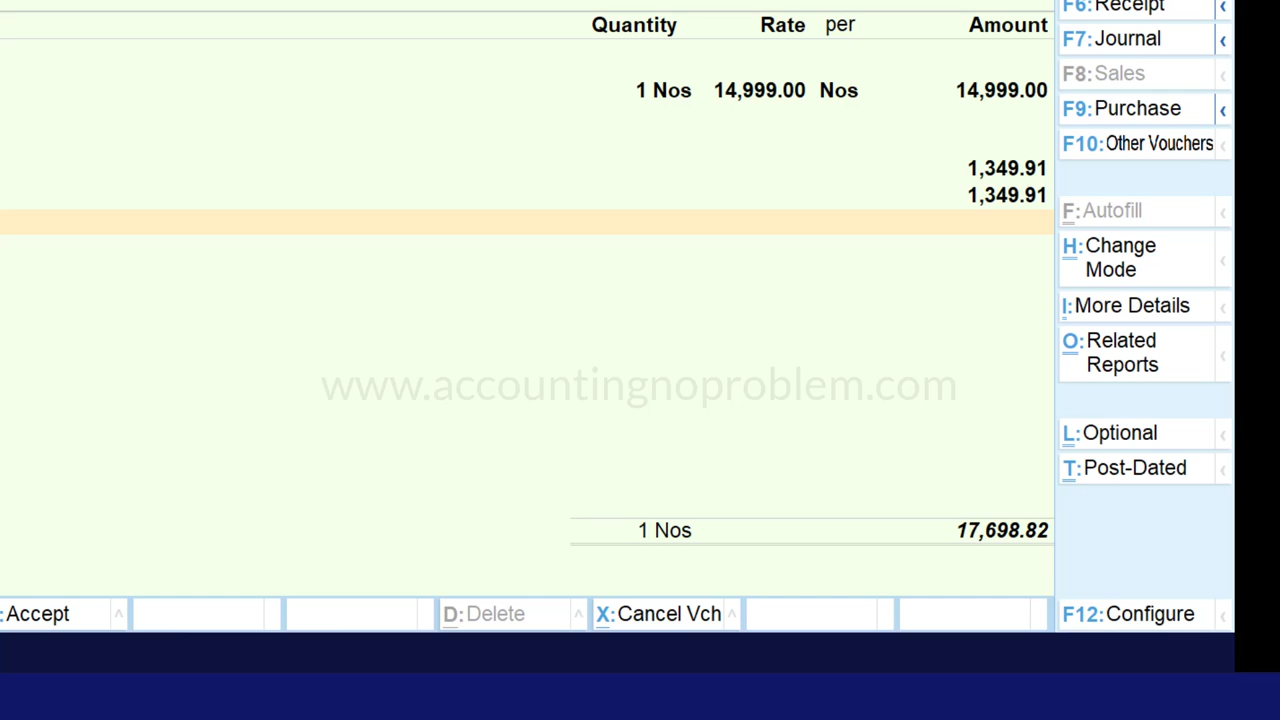 F6:Receipt
Quantity Rate per Amount
F7:Journal
F8:Sales
1 Nos 14,999.00 Nos 14,999.00
F9:Purchase
F10:Other Vouchers
1,349.91
1,349.91
F:Autofill
H:Change
Mode
I:More Details
O:Related
Reports
www.accountingnoproblem.com
L:Optional
T:Post-Dated
1 Nos 17,698.82
:Accept D:Delete X:Cancel Vch F12:Configure